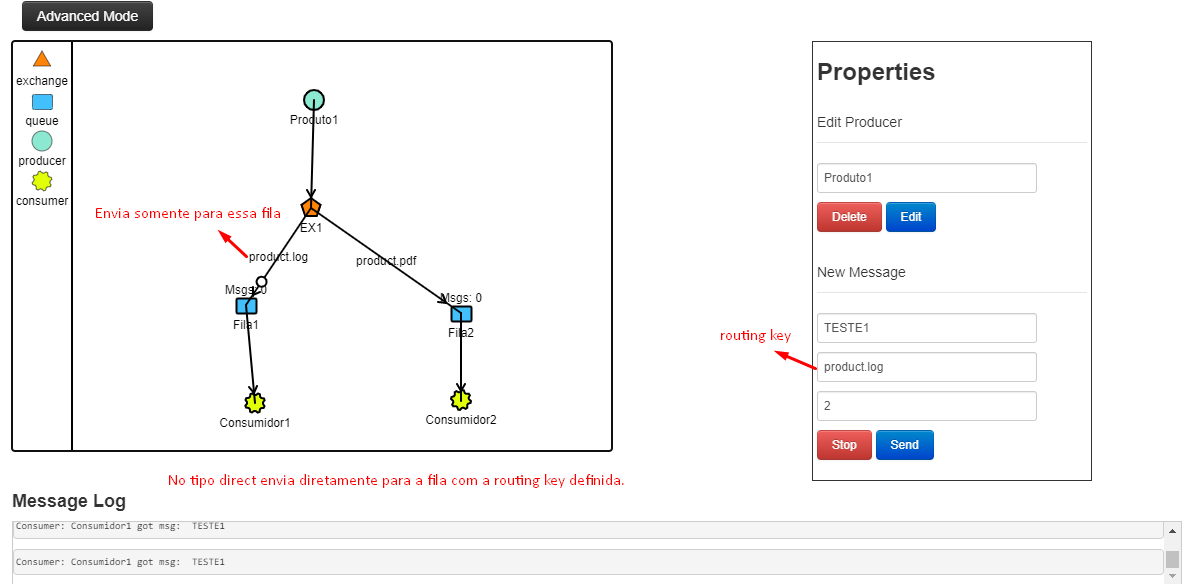 Advanced Mode
exchange
queue
producer
consumer
Produto1
EX1
Envia somente para essa fila
product.log
product.pdf
Msgs: 0
Fila1
Msgs: 0
Fila2
Consumidor1
Consumidor2
No tipo direct envia diretamente para a fila com a routing key definida.
Properties
Edit Producer
Produto1
Delete Edit
New Message
TESTE1
routing key
product.log
2
Stop Send
Message Log
Consumer: Consumidor1 got msg: TESTE1
Consumer: Consumidor1 got msg: TESTE1